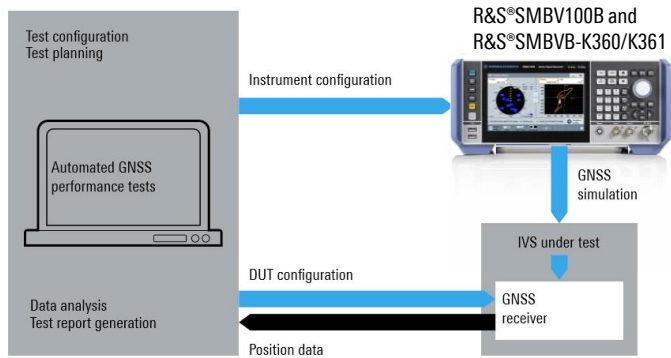 R&S®SMBV100B and
R&S®SMBVB-K360/K361
Test configuration
Test planning
Instrument configuration
Automated GNSS
performance tests
GNSS
simulation
IVS under test
DUT configuration
GNSS
receiver
Data analysis
Test report generation
Position data